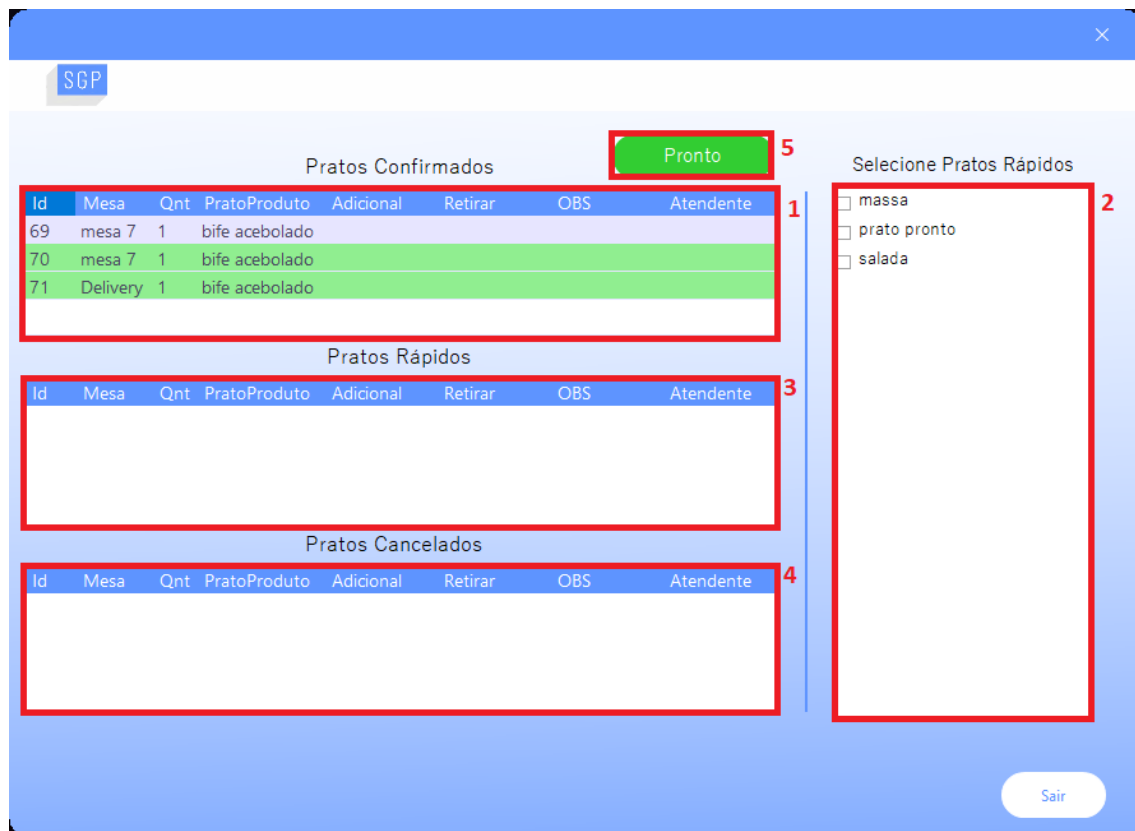 SGP
Pratos Confirmados
Pronto
5
Id Mesa Qnt PratoProduto Adicional Retirar OBS Atendente
1
69 mesa 7 1 bife acebolado
70 mesa 7 1 bife acebolado
71 Delivery 1 bife acebolado
Pratos Rápidos
Id Mesa Qnt PratoProduto Adicional Retirar OBS Atendente
3
Pratos Cancelados
Id Mesa Qnt PratoProduto Adicional Retirar OBS Atendente
4
Selecione Pratos Rápidos
massa
2
prato pronto
salada
Sair